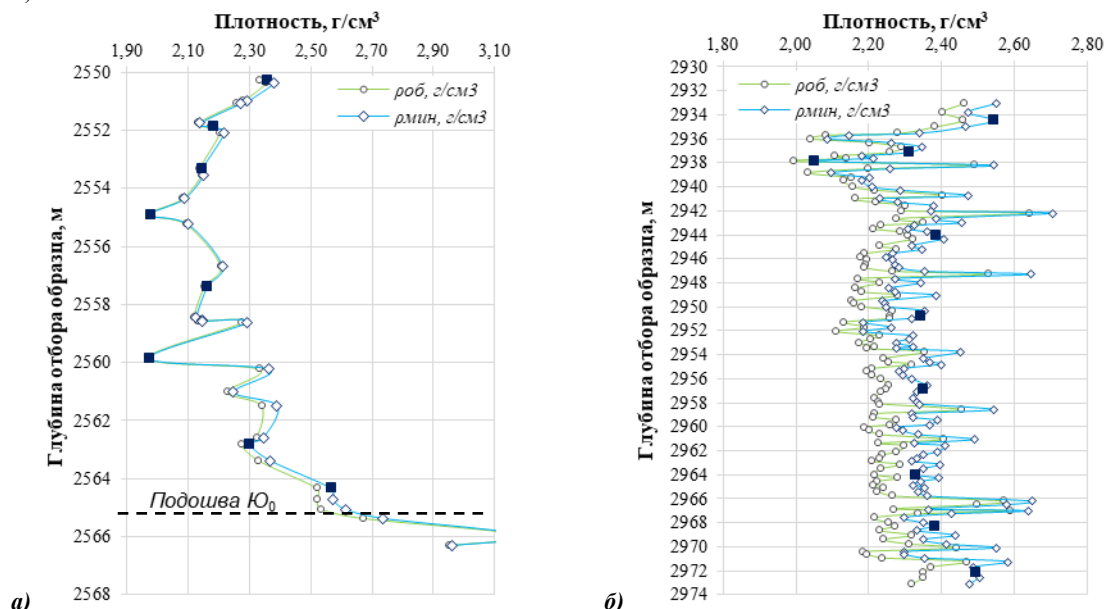 Плотность, г/см³
1,90 2,10 2,30 2,50 2,70 2,90 3,10
2550
2552
2554
2556
2558
2560
2562
2564
2566
2568
Глубина отбора образца, м
ρоб, г/см3
ρмин, г/см3
Подошва Ю₀
а)
Плотность, г/см³
1,80 2,00 2,20 2,40 2,60 2,80
2930
2932
2934
2936
2938
2940
2942
2944
2946
2948
2950
2952
2954
2956
2958
2960
2962
2964
2966
2968
2970
2972
2974
Глубина отбора образца, м
ρоб, г/см3
ρмин, г/см3
б)